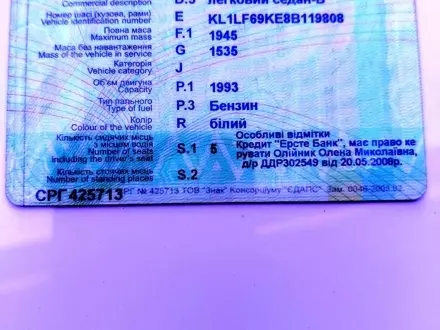 Commercial description D.3 легковий седан-В
№ шасі (кузова, рами) E KL1LF69KE8B119808
Vehicle identification number
Повна маса F.1 1945
Maximum mass
Маса без навантаження G 1535
Mass of the vehicle in service
Категорія J
Vehicle category
Об'єм двигуна P.1 1993
Capacity
Тип пального P.3 Бензин
Type of fuel
Колір R білий
Colour of the vehicle
Кількість сидячих місць Особливі відмітки
з місцем водія S.1 5 Кредит "Ерсте Банк", має право ке
Number of seats рувати Олійник Олена Миколаївна,
including the driver's seat д/р ДДР302549 від 20.05.2008р.
Кількість стоячих місць S.2
Number of standing places
СРГ 425713 СРГ № 425713 ТОВ "Знак" Консорціуму "ЄДАПС". Зам.